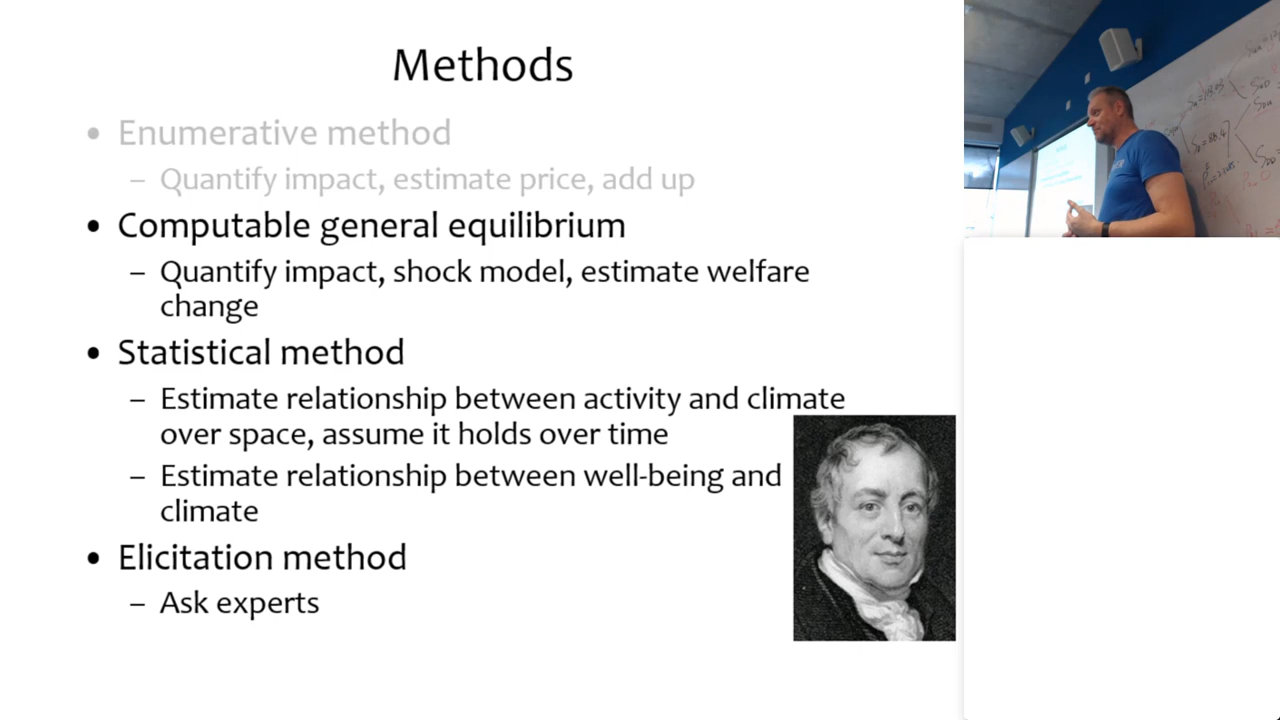 Methods
• Enumerative method
– Quantify impact, estimate price, add up
• Computable general equilibrium
– Quantify impact, shock model, estimate welfare
change
• Statistical method
– Estimate relationship between activity and climate
over space, assume it holds over time
– Estimate relationship between well-being and
climate
• Elicitation method
– Ask experts